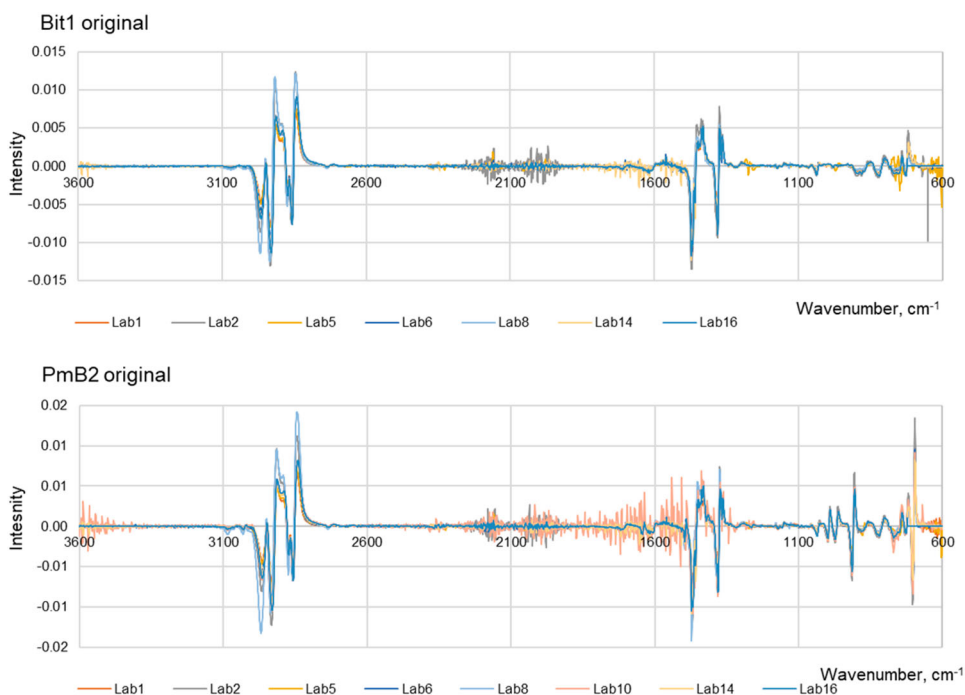 Bit1 original
0.015
0.010
0.005
0.000
-0.005
-0.010
-0.015
Intensity
3600 3100 2600 2100 1600 1100 600
Wavenumber, cm⁻¹
Lab1 Lab2 Lab5 Lab6 Lab8 Lab14 Lab16
PmB2 original
0.02
0.01
0.01
0.00
-0.01
-0.01
-0.02
Intesnity
3600 3100 2600 2100 1600 1100 600
Wavenumber, cm⁻¹
Lab1 Lab2 Lab5 Lab6 Lab8 Lab10 Lab14 Lab16